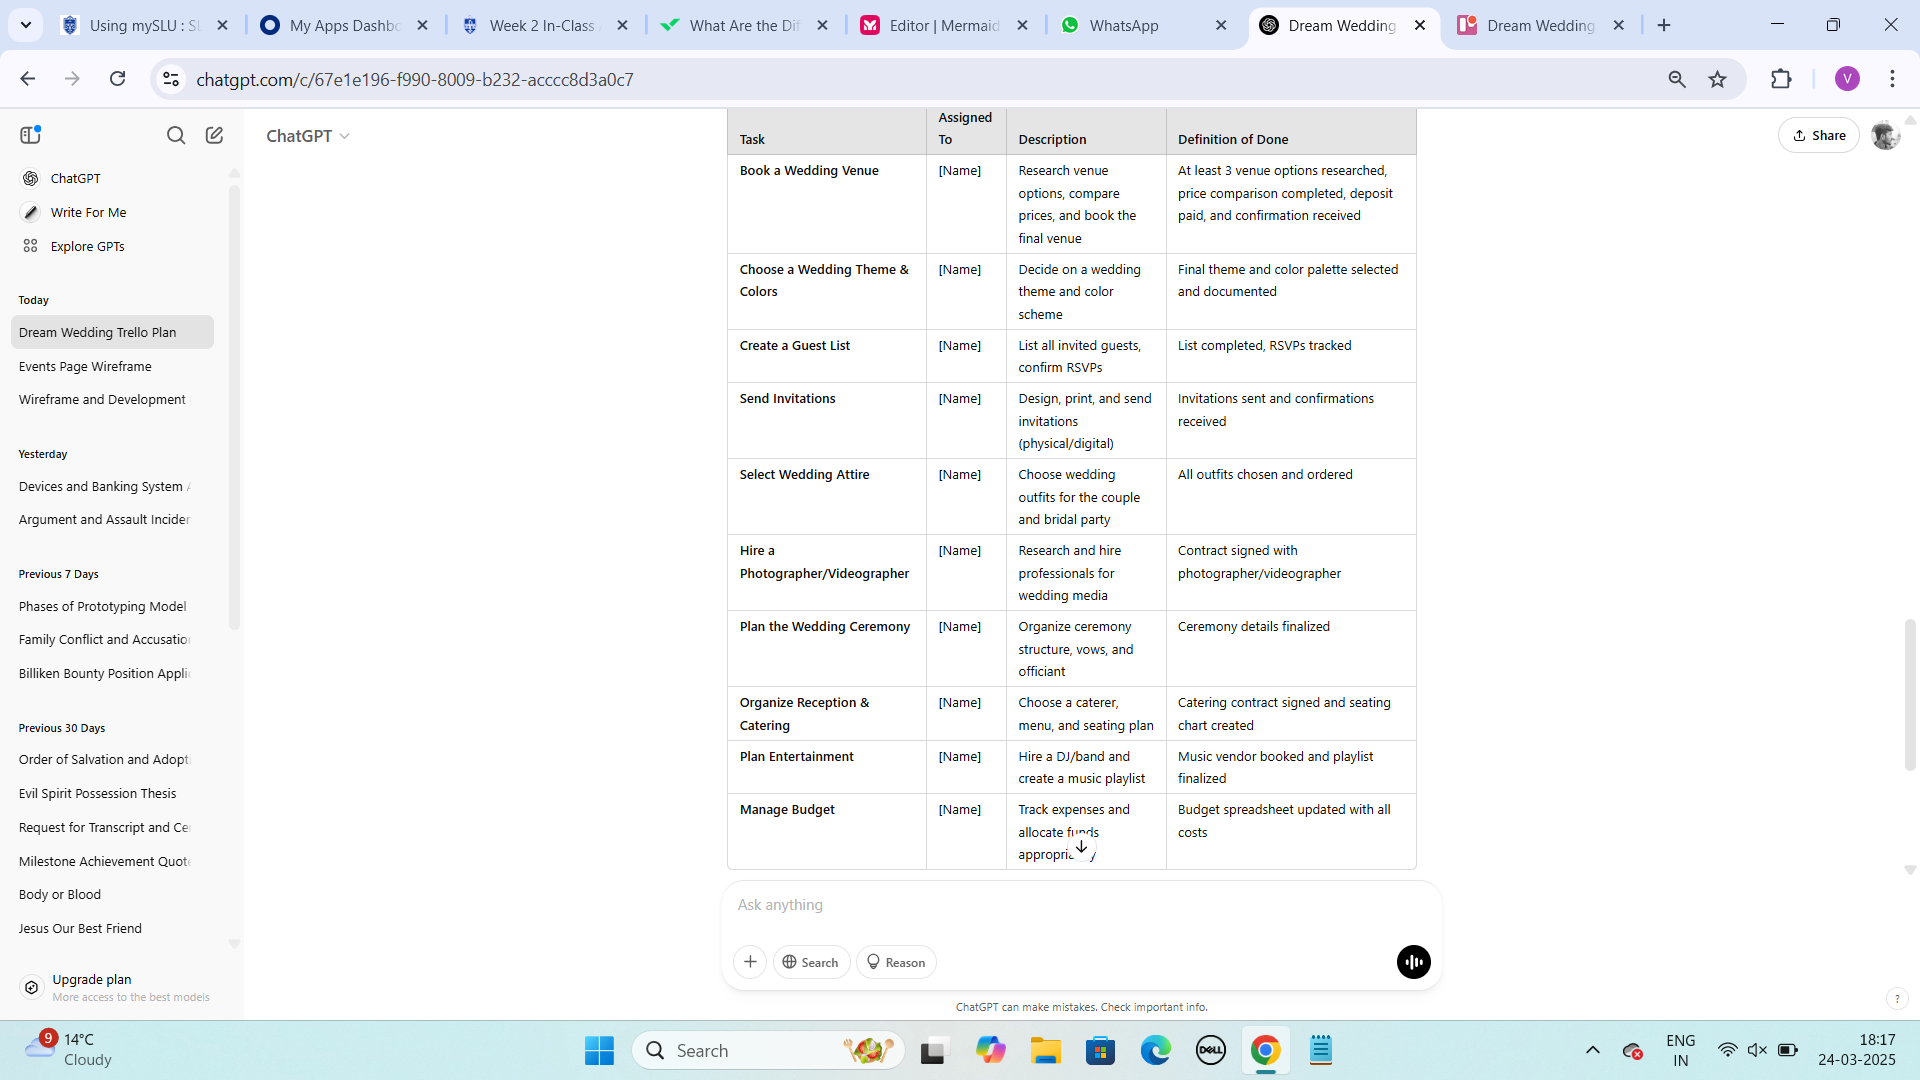 Using mySLU : SL
My Apps Dashbo
Week 2 In-Class A
What Are the Dif
Editor | Mermaid
WhatsApp
Dream Wedding
Dream Wedding
chatgpt.com/c/67e1e196-f990-8009-b232-acccc8d3a0c7
V
ChatGPT
Share
ChatGPT
Write For Me
Explore GPTs
Today
Dream Wedding Trello Plan
Events Page Wireframe
Wireframe and Development
Yesterday
Devices and Banking System A
Argument and Assault Inciden
Previous 7 Days
Phases of Prototyping Model
Family Conflict and Accusation
Billiken Bounty Position Applic
Previous 30 Days
Order of Salvation and Adopti
Evil Spirit Possession Thesis
Request for Transcript and Cer
Milestone Achievement Quote
Body or Blood
Jesus Our Best Friend
Upgrade plan
More access to the best models
Assigned
Task To Description Definition of Done
Book a Wedding Venue [Name] Research venue At least 3 venue options researched,
options, compare price comparison completed, deposit
prices, and book the paid, and confirmation received
final venue
Choose a Wedding Theme & [Name] Decide on a wedding Final theme and color palette selected
Colors theme and color and documented
scheme
Create a Guest List [Name] List all invited guests, List completed, RSVPs tracked
confirm RSVPs
Send Invitations [Name] Design, print, and send Invitations sent and confirmations
invitations received
(physical/digital)
Select Wedding Attire [Name] Choose wedding All outfits chosen and ordered
outfits for the couple
and bridal party
Hire a [Name] Research and hire Contract signed with
Photographer/Videographer professionals for photographer/videographer
wedding media
Plan the Wedding Ceremony [Name] Organize ceremony Ceremony details finalized
structure, vows, and
officiant
Organize Reception & [Name] Choose a caterer, Catering contract signed and seating
Catering menu, and seating plan chart created
Plan Entertainment [Name] Hire a DJ/band and Music vendor booked and playlist
create a music playlist finalized
Manage Budget [Name] Track expenses and Budget spreadsheet updated with all
allocate funds costs
appropriately
Ask anything
Search Reason
ChatGPT can make mistakes. Check important info.
?
9
14°C
Cloudy
Search
DELL
ENG
IN
18:17
24-03-2025